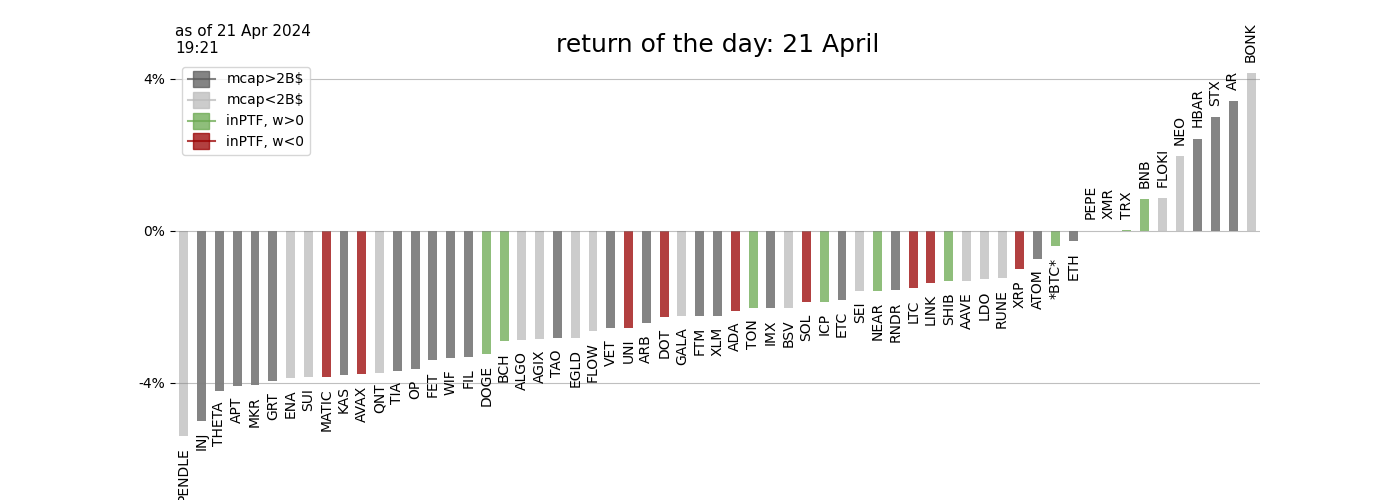 as of 21 Apr 2024
19:21
return of the day: 21 April
mcap>2B$
mcap<2B$
inPTF, w>0
inPTF, w<0
4%
0%
-4%
PENDLE
INJ
THETA
APT
MKR
GRT
ENA
SUI
MATIC
KAS
AVAX
QNT
TIA
OP
FET
WIF
FIL
DOGE
BCH
ALGO
AGIX
TAO
EGLD
FLOW
VET
UNI
ARB
DOT
GALA
FTM
XLM
ADA
TON
IMX
BSV
SOL
ICP
ETC
SEI
NEAR
RNDR
LTC
LINK
SHIB
AAVE
LDO
RUNE
XRP
ATOM
*BTC*
ETH
PEPE
XMR
TRX
BNB
FLOKI
NEO
HBAR
STX
AR
BONK